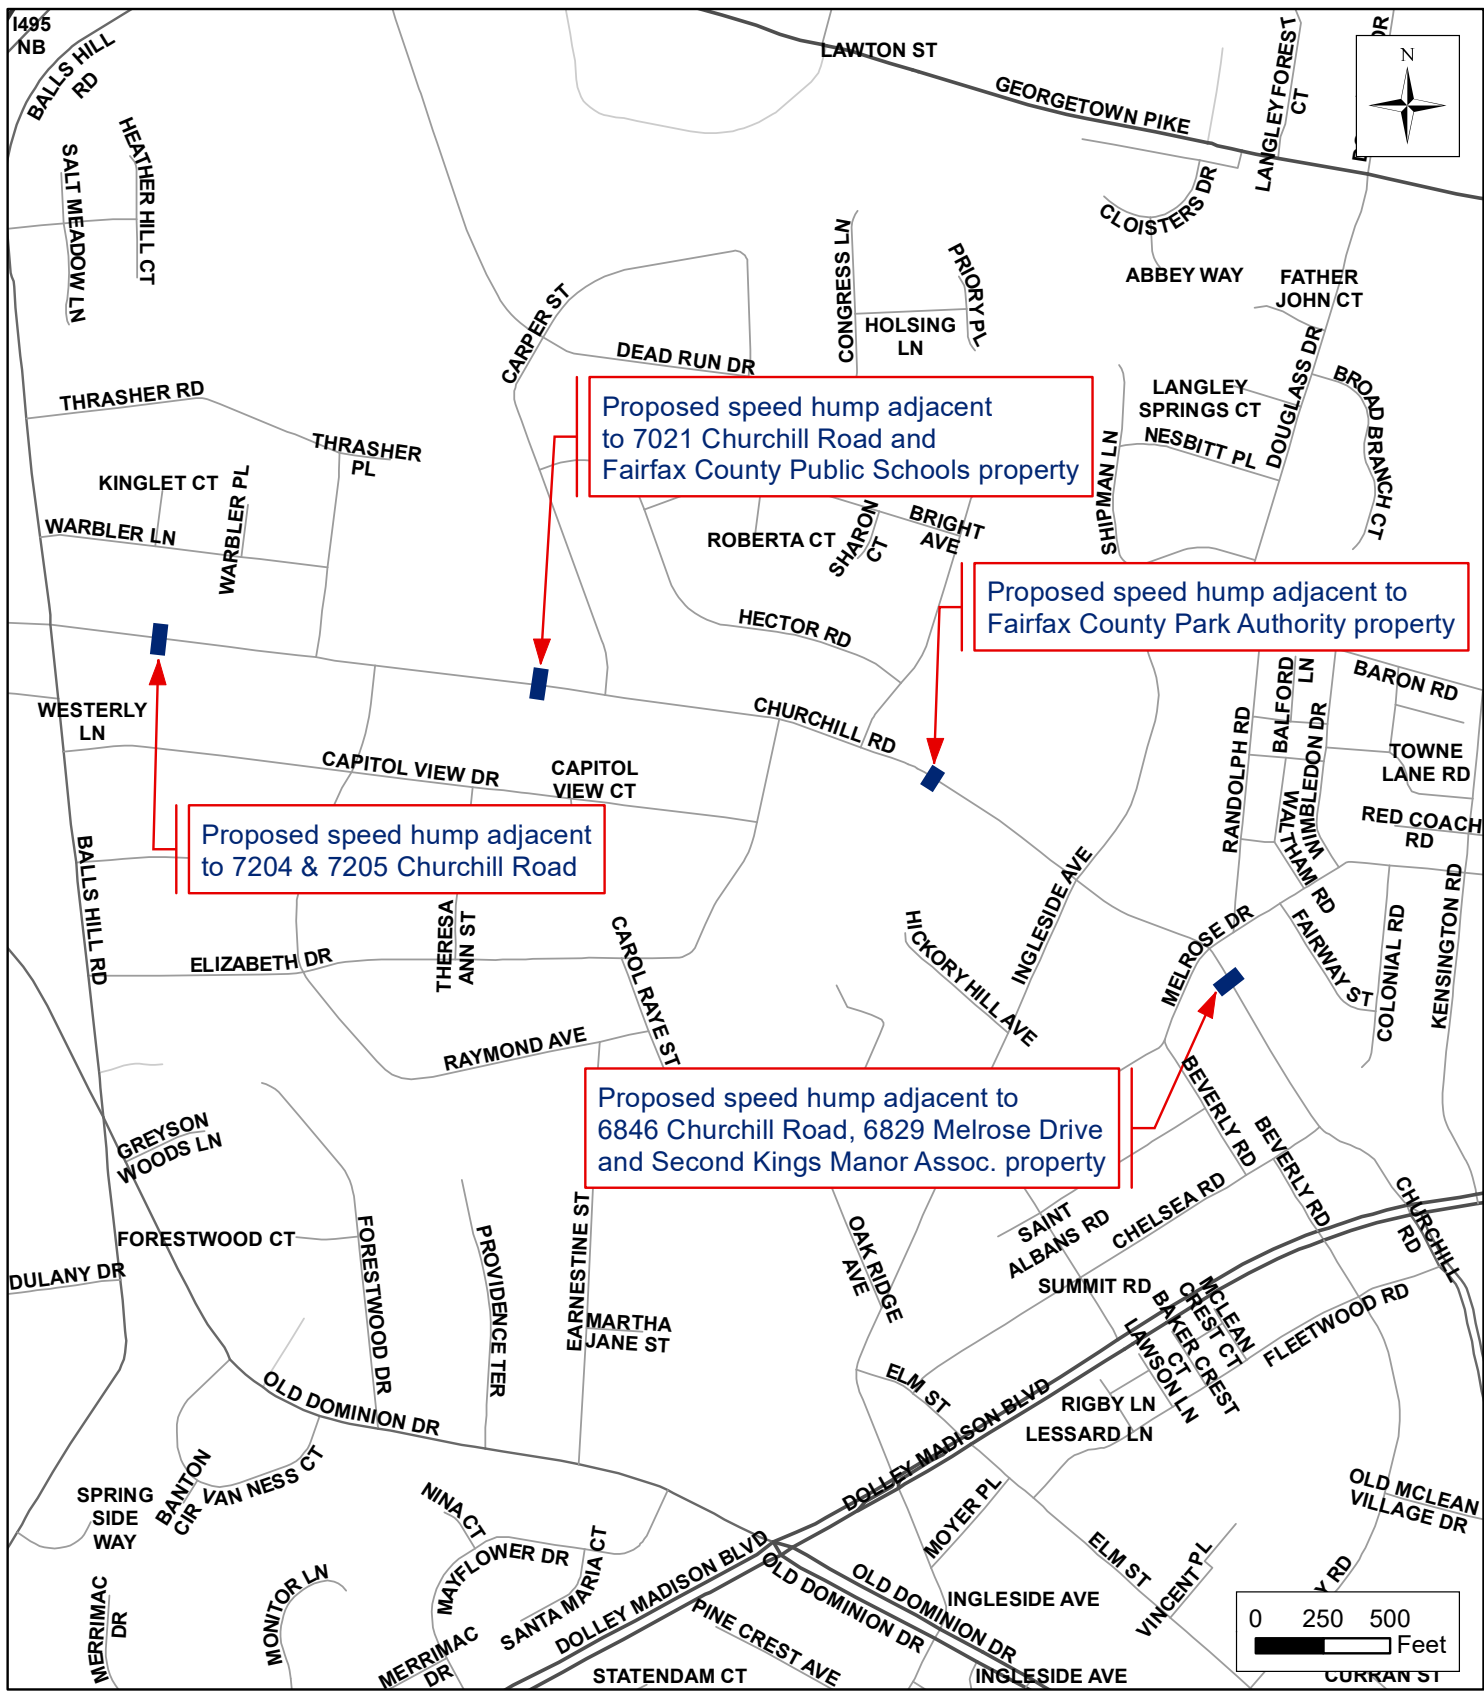 I495
NB
BALLS HILL
RD
LAWTON ST
GEORGETOWN PIKE
LANGLEY FOREST
CT
DR
N
HEATHER HILL CT
SALT MEADOW LN
CLOISTERS DR
ABBEY WAY
FATHER
JOHN CT
CONGRESS LN
PRIORY PL
HOLSING
LN
CARPER ST
DEAD RUN DR
THRASHER RD
THRASHER
PL
Proposed speed hump adjacent
to 7021 Churchill Road and
Fairfax County Public Schools property
LANGLEY
SPRINGS CT
DOUGLASS DR
BROAD BRANCH CT
NESBITT PL
SHIPMAN LN
KINGLET CT
WARBLER PL
WARBLER LN
ROBERTA CT
SHARON
CT
BRIGHT
AVE
Proposed speed hump adjacent to
Fairfax County Park Authority property
HECTOR RD
WESTERLY
LN
CHURCHILL RD
BALFORD
LN
BARON RD
RANDOLPH RD
WIMBLEDON DR
TOWNE
LANE RD
CAPITOL VIEW DR
CAPITOL
VIEW CT
WALTHAM RD
RED COACH
RD
Proposed speed hump adjacent
to 7204 & 7205 Churchill Road
BALLS HILL RD
INGLESIDE AVE
KENSINGTON RD
THERESA
ANN ST
CAROL RAYE ST
HICKORY HILL AVE
MELROSE DR
FAIRWAY ST
COLONIAL RD
ELIZABETH DR
RAYMOND AVE
Proposed speed hump adjacent to
6846 Churchill Road, 6829 Melrose Drive
and Second Kings Manor Assoc. property
BEVERLY RD
BEVERLY RD
GREYSON
WOODS LN
CHURCHILL
RD
CHELSEA RD
SAINT
ALBANS RD
FORESTWOOD CT
FORESTWOOD DR
PROVIDENCE TER
EARNESTINE ST
OAK RIDGE
AVE
DULANY DR
SUMMIT RD
MCLEAN
CREST CT
BAKER CREST
CT
LAWSON LN
FLEETWOOD RD
MARTHA
JANE ST
ELM ST
RIGBY LN
LESSARD LN
OLD DOMINION DR
DOLLEY MADISON BLVD
BANTON
CIR
VAN NESS CT
SPRING
SIDE
WAY
NINA CT
MOYER PL
OLD MCLEAN
VILLAGE DR
MAYFLOWER DR
SANTA MARIA CT
DOLLEY MADISON BLVD
OLD DOMINION DR
OLD DOMINION DR
ELM ST
VINCENT PL
Y RD
INGLESIDE AVE
MERRIMAC
DR
MONITOR LN
MERRIMAC
DR
PINE CREST AVE
STATENDAM CT
INGLESIDE AVE
CURRAN ST
0 250 500
Feet